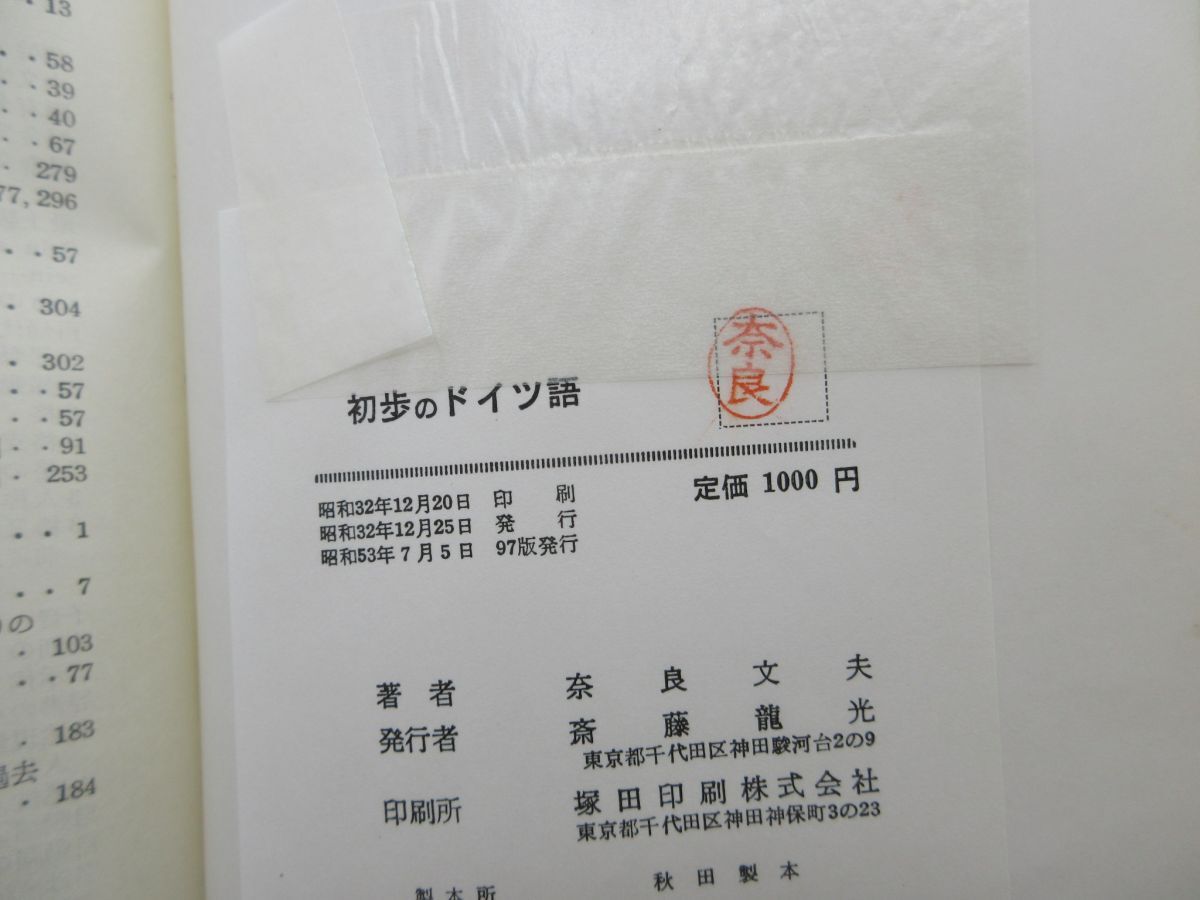 ・13
・・58
・・39
・・40
・・67
・ 279
77, 296
・・57
・ 304
・ 302
・・57
・・57
・・91
・ 253
・・1
・・7
の
・103
・・77
・183
過去
・184
奈良
初歩のドイツ語
定価 1000 円
昭和32年12月20日 印 刷
昭和32年12月25日 発 行
昭和53年7月5日 97版発行
著 者 奈 良 文 夫
発行者 斎 藤 龍 光
東京都千代田区神田駿河台2の9
印刷所 塚田印刷株式会社
東京都千代田区神田神保町3の23
秋田製本
製本所